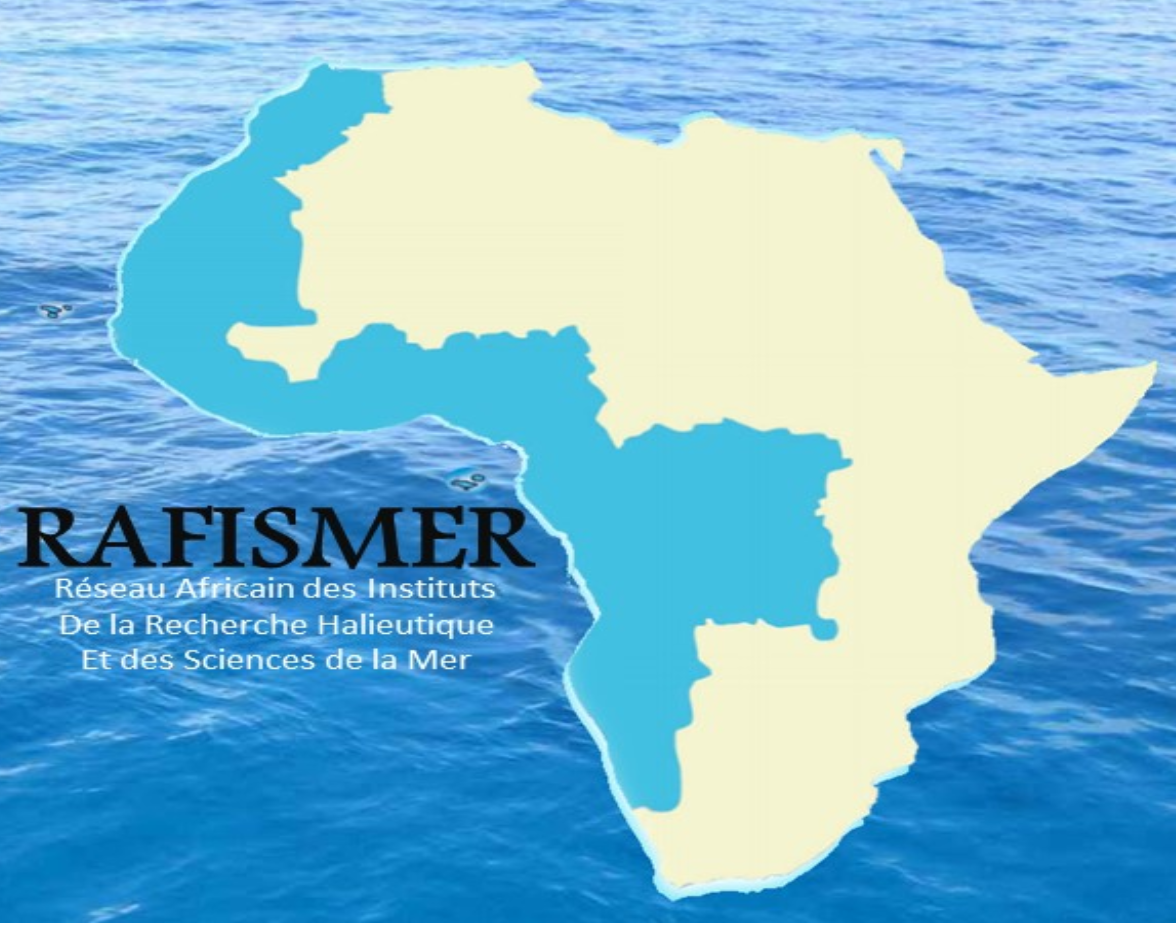 RAFISMER
Réseau Africain des Instituts
De la Recherche Halieutique
Et des Sciences de la Mer